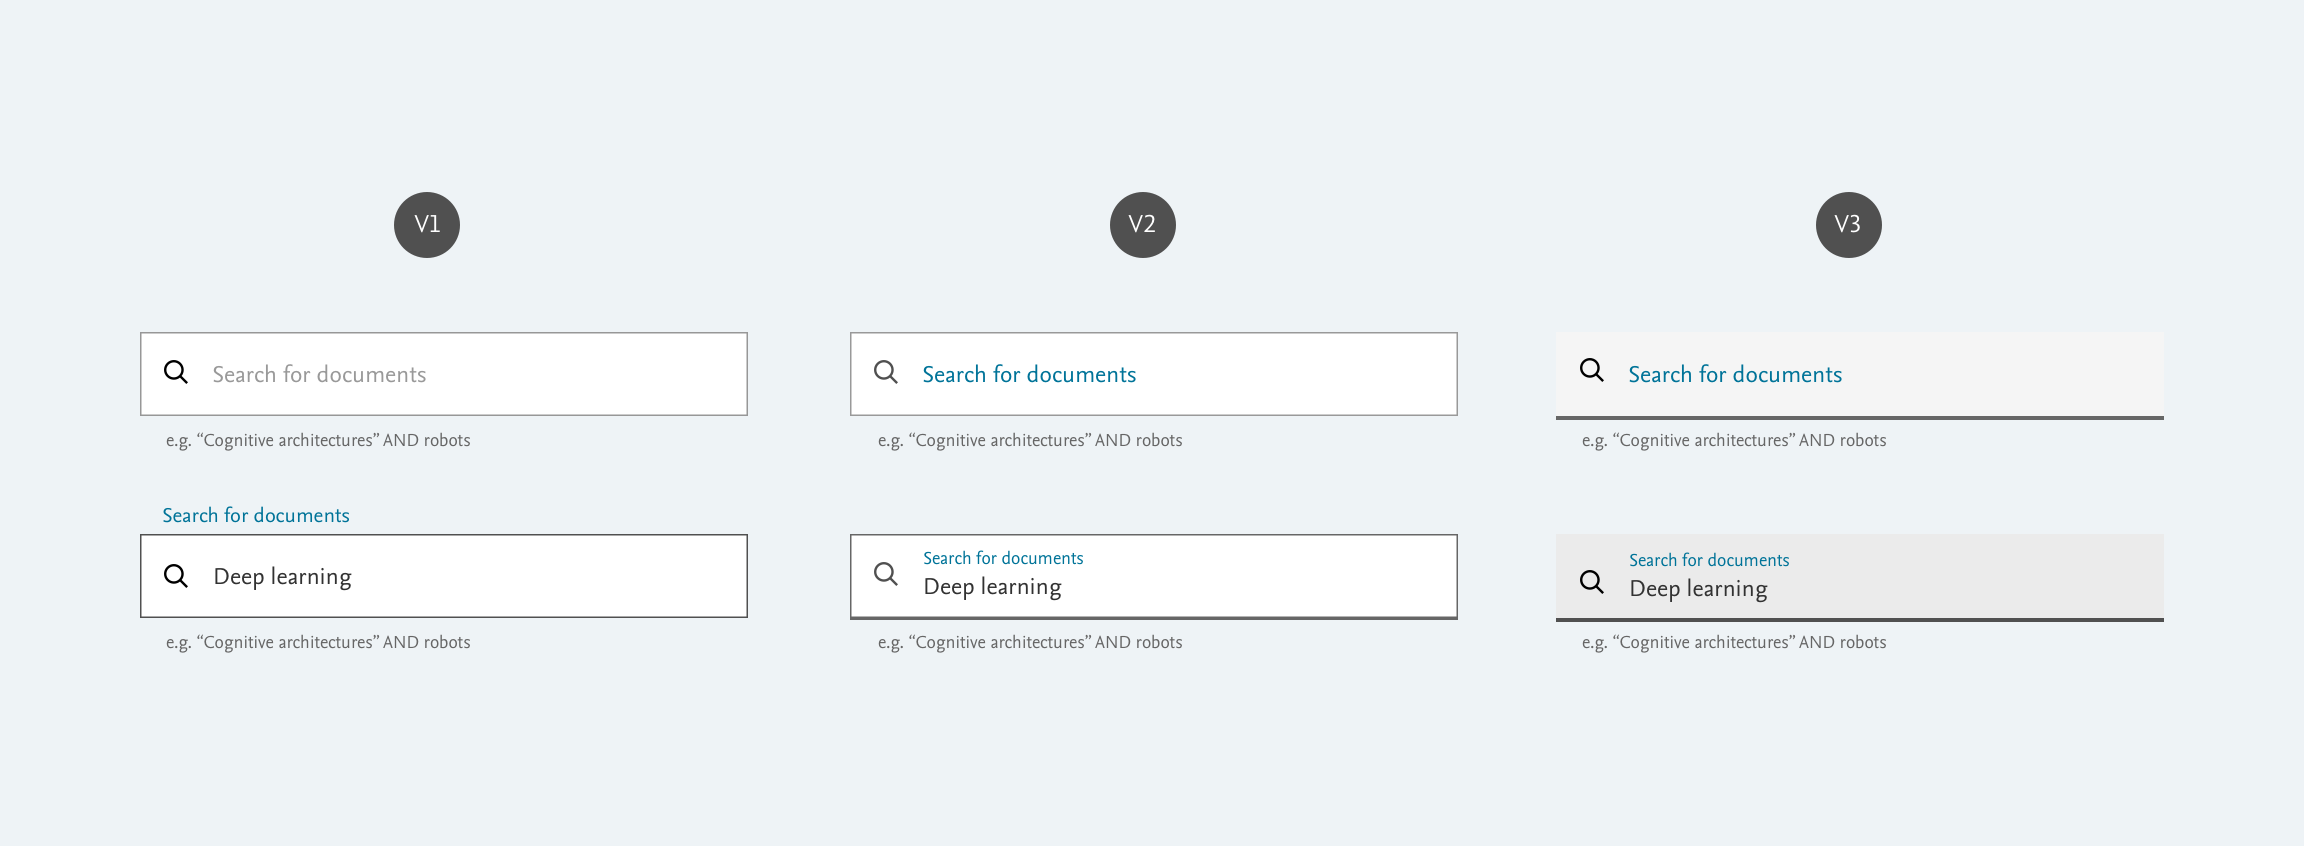 V1
V2
V3
Search for documents
Search for documents
Search for documents
e.g. “Cognitive architectures” AND robots
e.g. “Cognitive architectures” AND robots
e.g. “Cognitive architectures” AND robots
Search for documents
Deep learning
e.g. “Cognitive architectures” AND robots
Search for documents
Deep learning
e.g. “Cognitive architectures” AND robots
Search for documents
Deep learning
e.g. “Cognitive architectures” AND robots